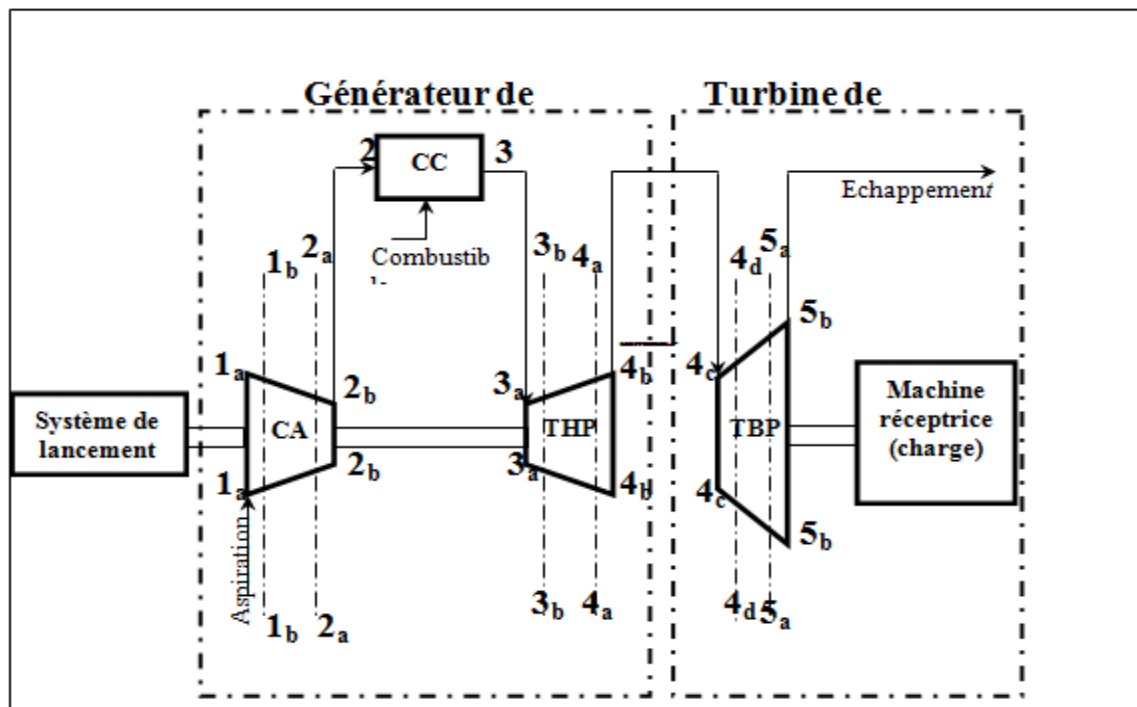 Générateur de
Turbine de
2
CC
3
Echappement
Combustib
1b
2a
3b
4a
4d
5a
1a
2b
3a
4b
4c
5b
Système de
lancement
CA
THP
TBP
Machine
réceptrice
(charge)
1a
2b
3a
4b
4c
5b
Aspiration
1b
2a
3b
4a
4d
5a